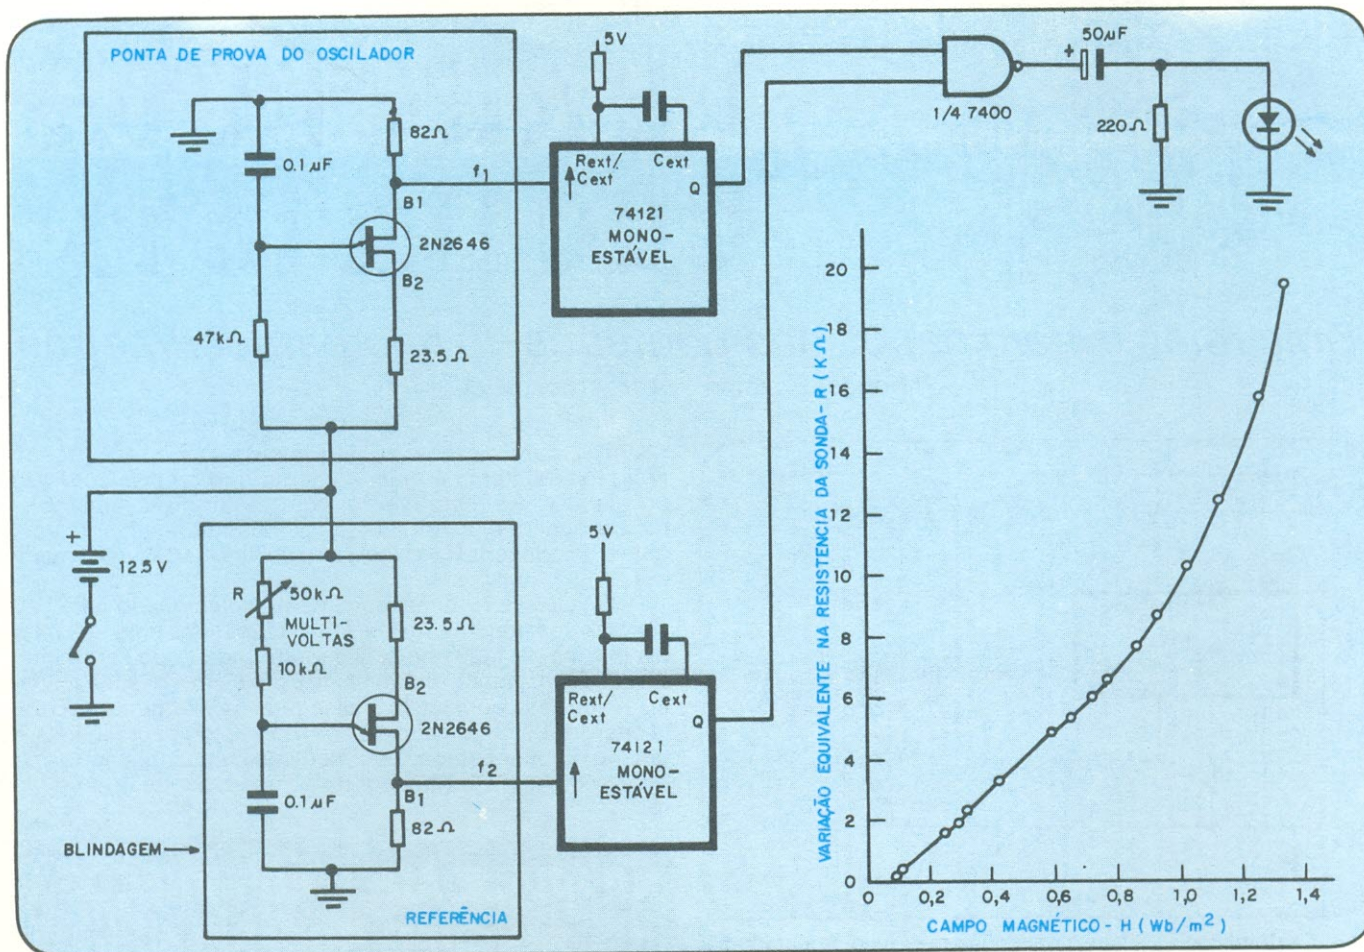 PONTA DE PROVA DO OSCILADOR
82Ω
0.1µF
f1
B1
2N2646
B2
47kΩ
23.5Ω
5V
Rext/
Cext
Cext
Q
74121
MONO-
ESTÁVEL
1/4 7400
+
50µF
220Ω
+
12.5V
R
50kΩ
MULTI-
VOLTAS
10kΩ
23.5Ω
B2
2N2646
f2
B1
0.1µF
82Ω
BLINDAGEM
REFERÊNCIA
5V
Rext/
Cext
Cext
Q
74121
MONO-
ESTÁVEL
VARIAÇÃO EQUIVALENTE NA RESISTENCIA DA SONDA - R (KΩ)
20
18
16
14
12
10
8
6
4
2
0
0,2
0,4
0,6
0,8
1,0
1,2
1,4
CAMPO MAGNÉTICO - H (Wb/m²)